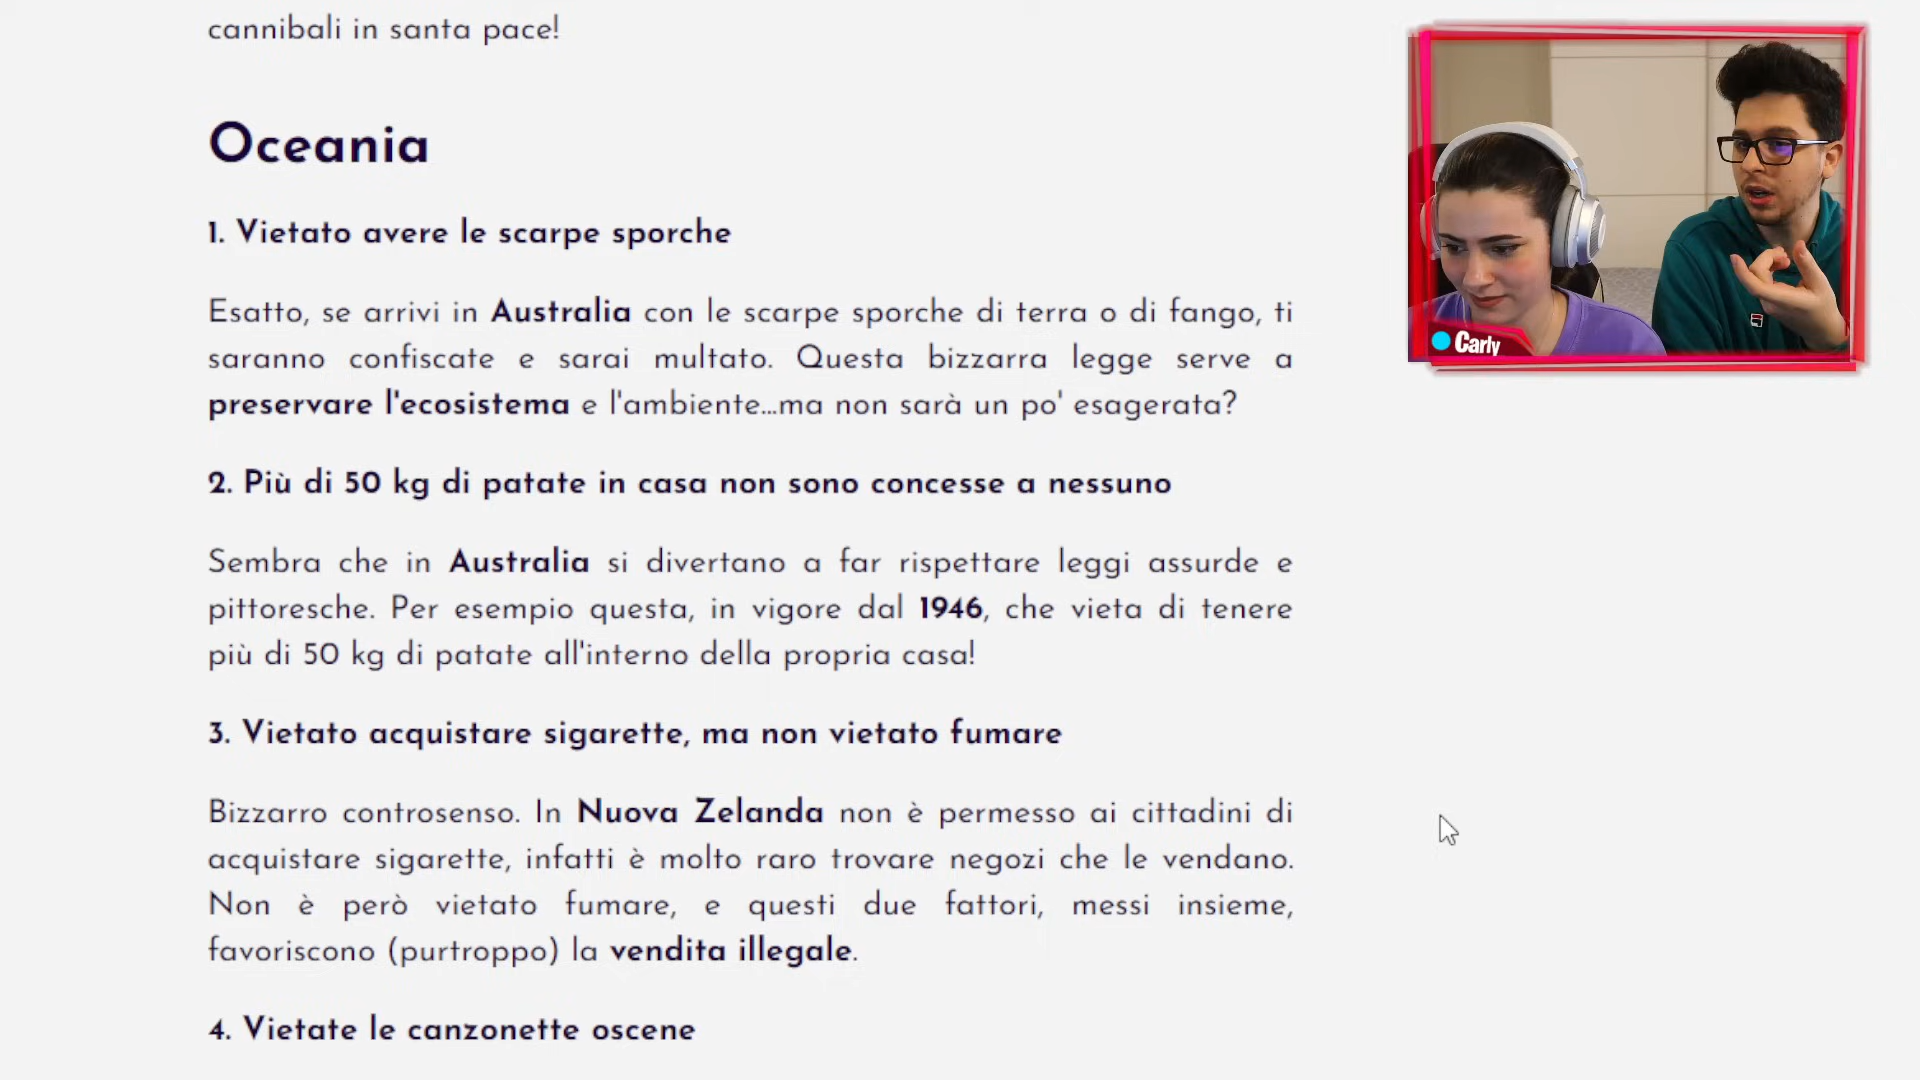 cannibali in santa pace!
Oceania
1. Vietato avere le scarpe sporche
Esatto, se arrivi in Australia con le scarpe sporche di terra o di fango, ti
saranno confiscate e sarai multato. Questa bizzarra legge serve a
preservare l'ecosistema e l'ambiente...ma non sarà un po' esagerata?
2. Più di 50 kg di patate in casa non sono concesse a nessuno
Sembra che in Australia si divertano a far rispettare leggi assurde e
pittoresche. Per esempio questa, in vigore dal 1946, che vieta di tenere
più di 50 kg di patate all'interno della propria casa!
3. Vietato acquistare sigarette, ma non vietato fumare
Bizzarro controsenso. In Nuova Zelanda non è permesso ai cittadini di
acquistare sigarette, infatti è molto raro trovare negozi che le vendano.
Non è però vietato fumare, e questi due fattori, messi insieme,
favoriscono (purtroppo) la vendita illegale.
4. Vietate le canzonette oscene
Carly